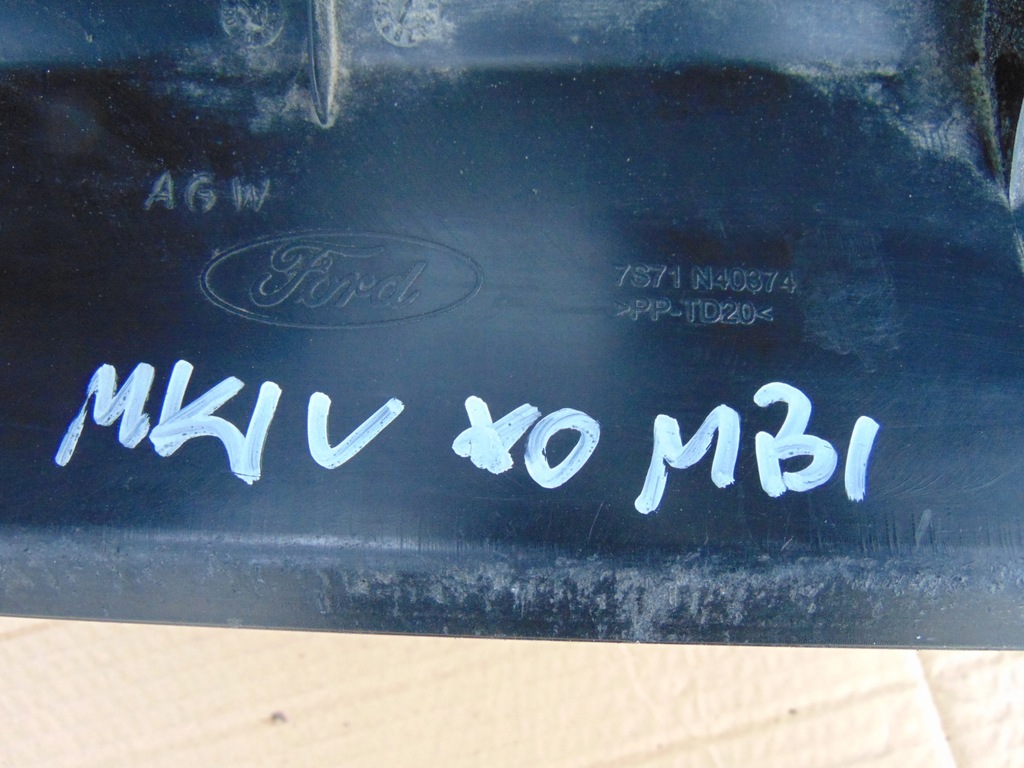 AGW
Ford
7S71 N40374
>PP-TD20<
MKIV KOMBI